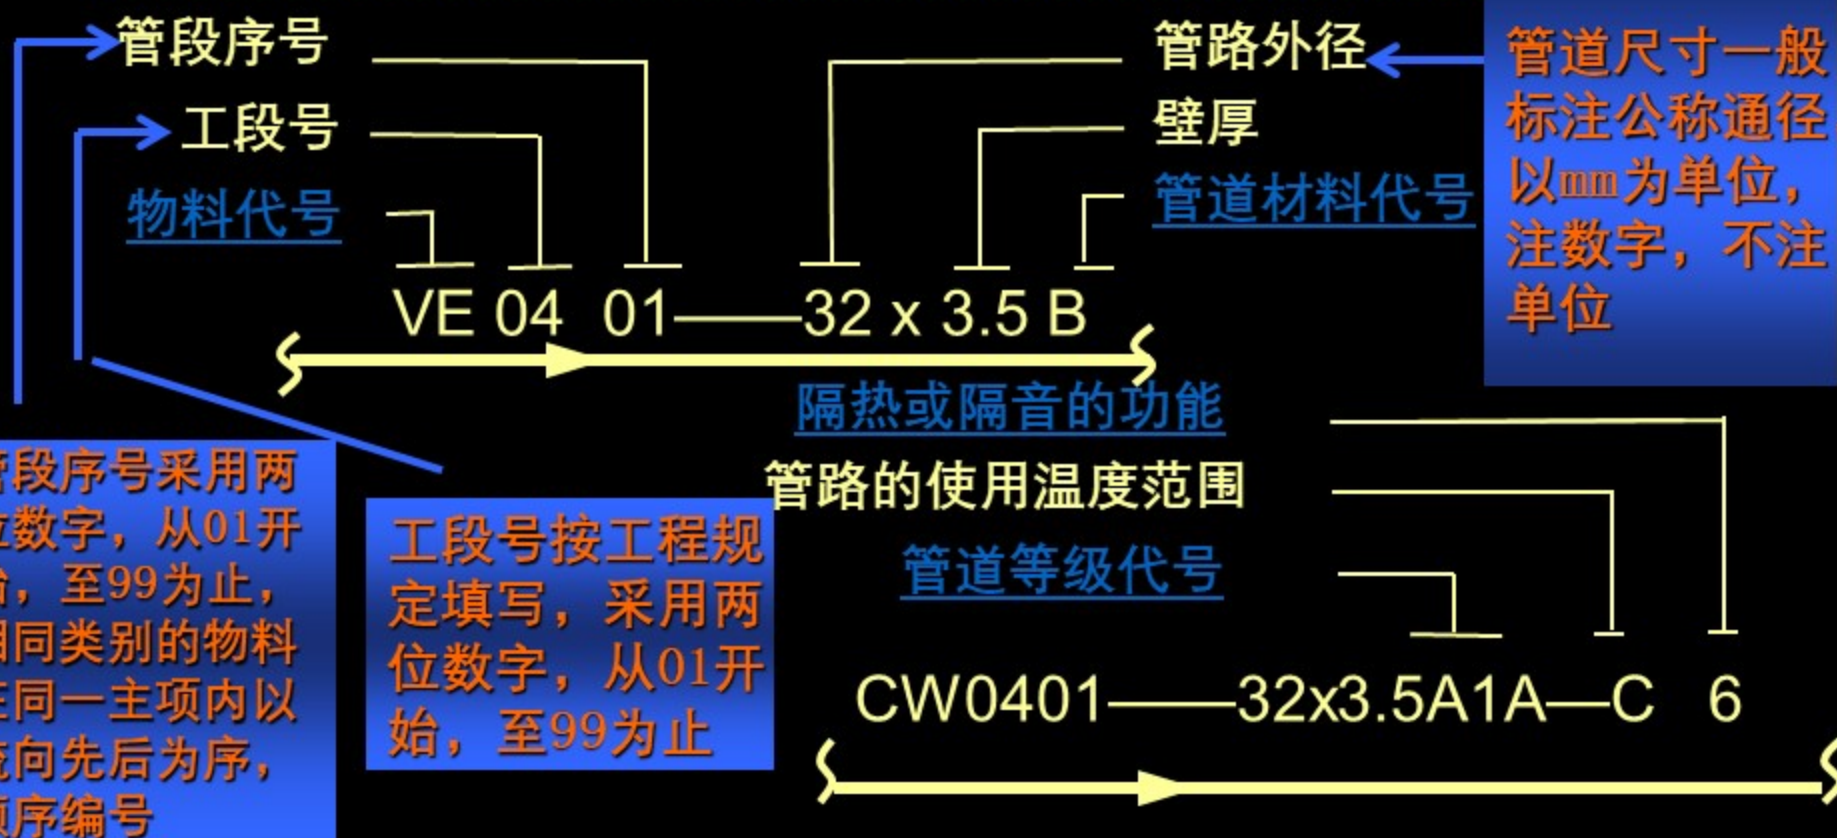 管段序号
工段号
物料代号
管路外径
壁厚
管道材料代号
管道尺寸一般
标注公称通径
以mm为单位，
注数字，不注
单位
VE 04 01——32 x 3.5 B
隔热或隔音的功能
管路的使用温度范围
管道等级代号
段序号采用两
数字，从01开
，至99为止，
同类别的物料
同一主项内以
向先后为序，
序编号
工段号按工程规
定填写，采用两
位数字，从01开
始，至99为止
CW0401——32x3.5A1A—C 6